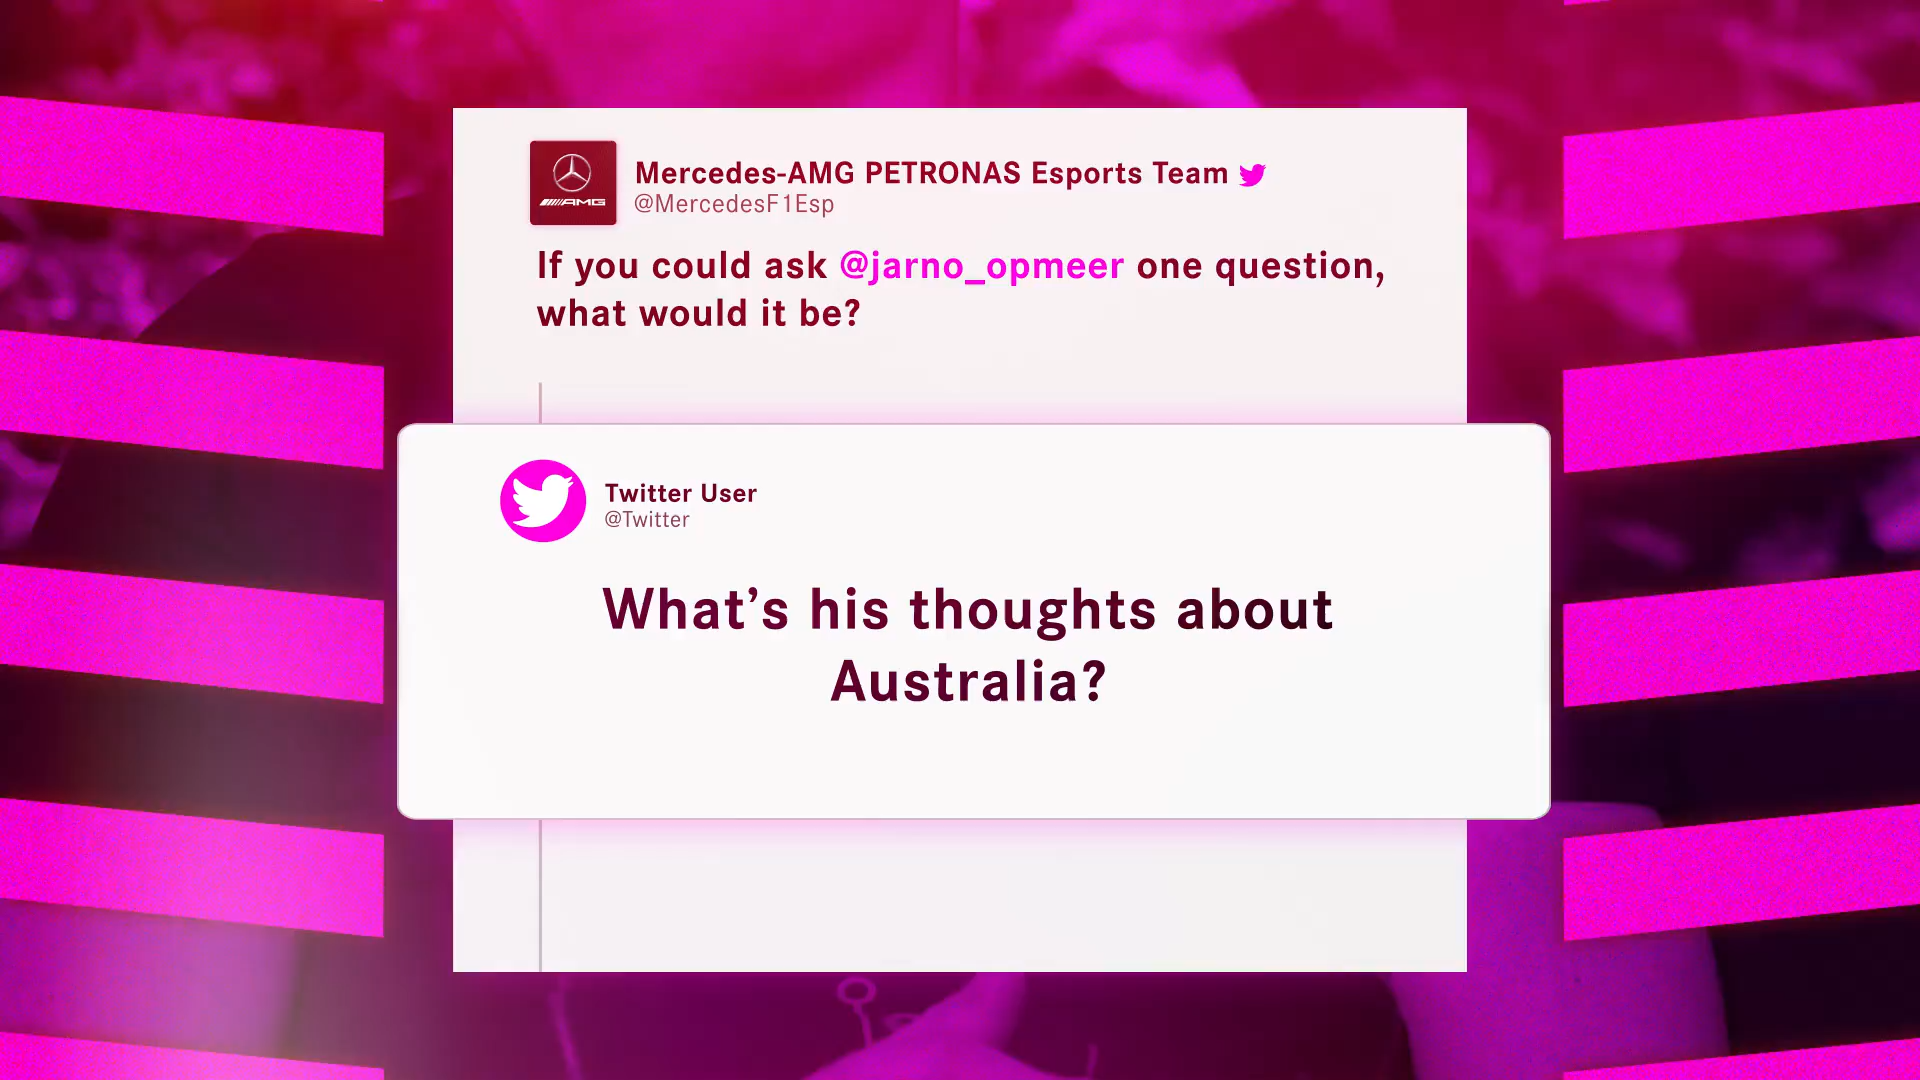 AMG
Mercedes-AMG PETRONAS Esports Team
@MercedesF1Esp
If you could ask @jarno_opmeer one question,
what would it be?
Twitter User
@Twitter
What’s his thoughts about
Australia?